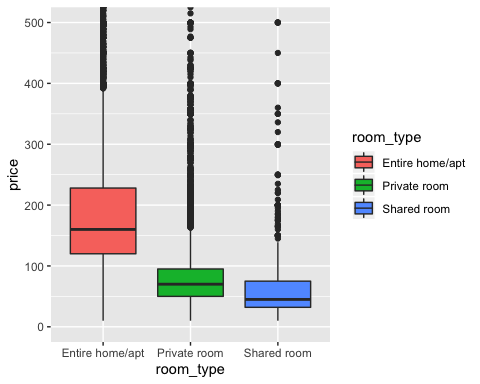 500
400
300
200
100
0
price
Entire home/apt Private room Shared room
room_type
room_type
Entire home/apt
Private room
Shared room